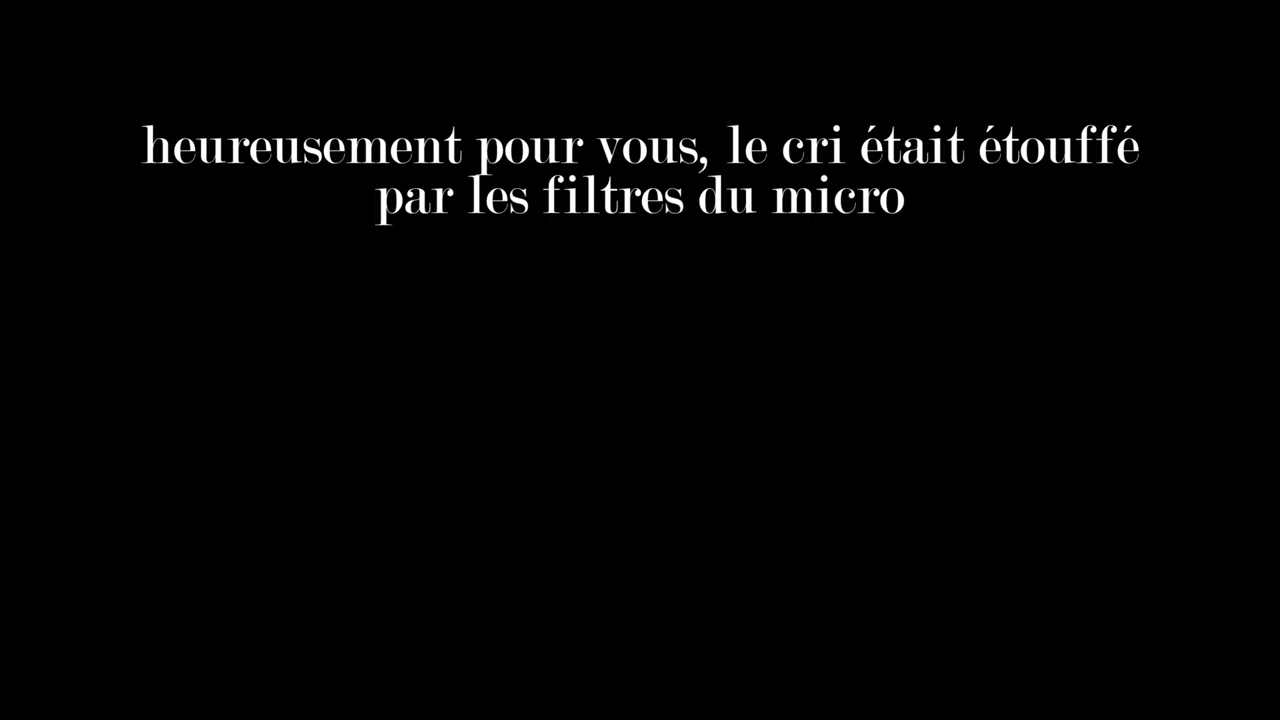 heureusement pour vous, le cri était étouffé
par les filtres du micro